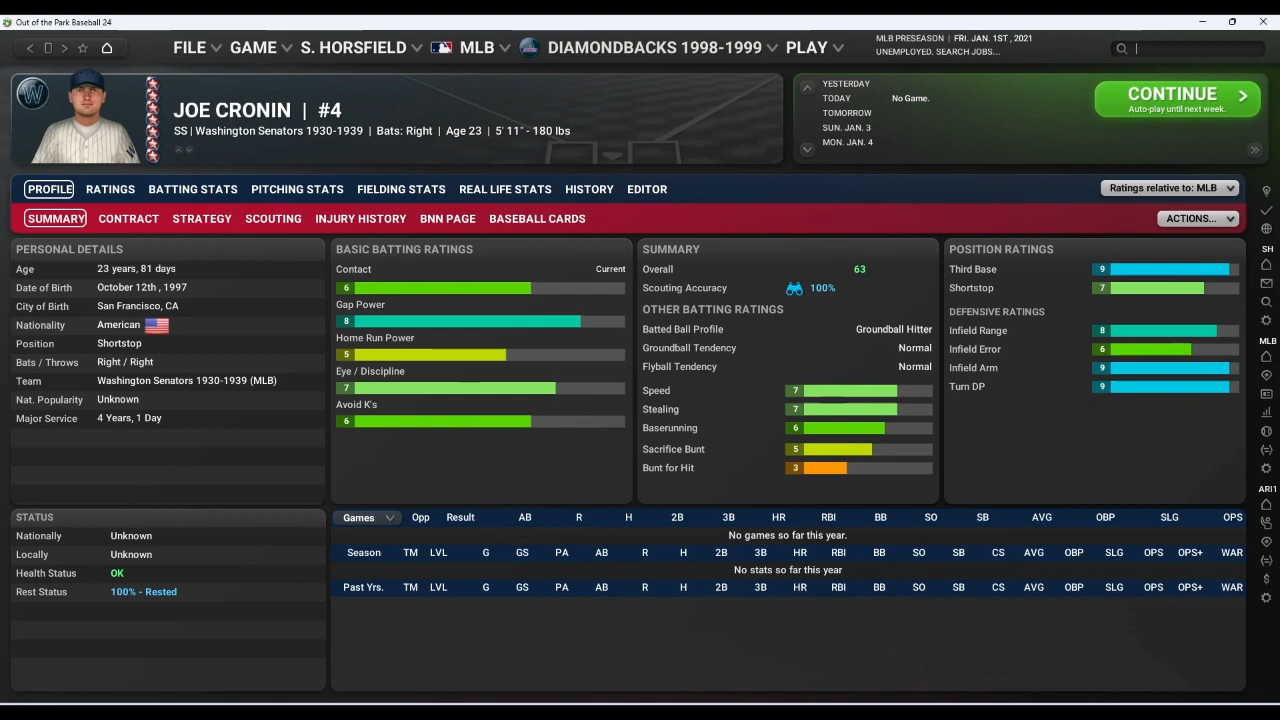 Out of the Park Baseball 24
FILE GAME S. HORSFIELD MLB DIAMONDBACKS 1998-1999 PLAY
MLB PRESEASON | FRI. JAN. 1ST , 2021
UNEMPLOYED. SEARCH JOBS...
W
JOE CRONIN | #4
SS | Washington Senators 1930-1939 | Bats: Right | Age 23 | 5' 11" - 180 lbs
YESTERDAY
TODAY No Game.
TOMORROW
SUN. JAN. 3
MON. JAN. 4
CONTINUE
Auto-play until next week.
PROFILE RATINGS BATTING STATS PITCHING STATS FIELDING STATS REAL LIFE STATS HISTORY EDITOR
Ratings relative to: MLB
SUMMARY CONTRACT STRATEGY SCOUTING INJURY HISTORY BNN PAGE BASEBALL CARDS
ACTIONS...
PERSONAL DETAILS
Age 23 years, 81 days
Date of Birth October 12th , 1997
City of Birth San Francisco, CA
Nationality American
Position Shortstop
Bats / Throws Right / Right
Team Washington Senators 1930-1939 (MLB)
Nat. Popularity Unknown
Major Service 4 Years, 1 Day
BASIC BATTING RATINGS
Contact Current
6
Gap Power
8
Home Run Power
5
Eye / Discipline
7
Avoid K's
6
SUMMARY
Overall 63
Scouting Accuracy 100%
OTHER BATTING RATINGS
Batted Ball Profile Groundball Hitter
Groundball Tendency Normal
Flyball Tendency Normal
Speed 7
Stealing 7
Baserunning 6
Sacrifice Bunt 5
Bunt for Hit 3
POSITION RATINGS
Third Base 9
Shortstop 7
DEFENSIVE RATINGS
Infield Range 8
Infield Error 6
Infield Arm 9
Turn DP 9
SH
MLB
ARI1
STATUS
Nationally Unknown
Locally Unknown
Health Status OK
Rest Status 100% - Rested
Games Opp Result AB R H 2B 3B HR RBI BB SO SB AVG OBP SLG OPS
No games so far this year.
Season TM LVL G GS PA AB R H 2B 3B HR RBI BB SO SB CS AVG OBP SLG OPS OPS+ WAR
No stats so far this year
Past Yrs. TM LVL G GS PA AB R H 2B 3B HR RBI BB SO SB CS AVG OBP SLG OPS OPS+ WAR